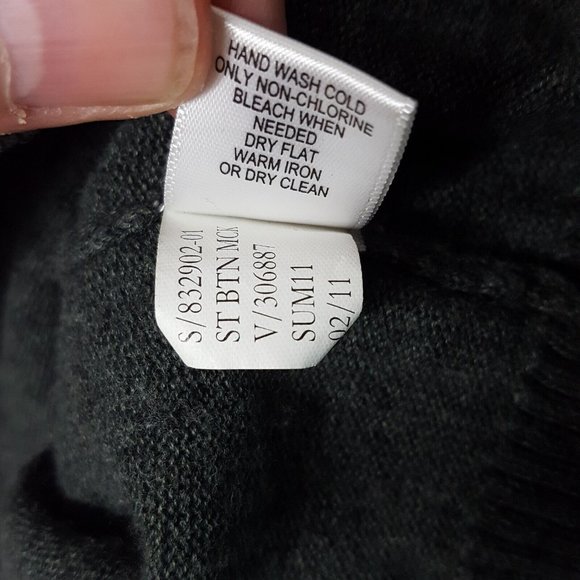 HAND WASH COLD
ONLY NON-CHLORINE
BLEACH WHEN
NEEDED
DRY FLAT
WARM IRON
OR DRY CLEAN
S/832902-01
ST BTN MCK
V/306887
SUM11
02/11